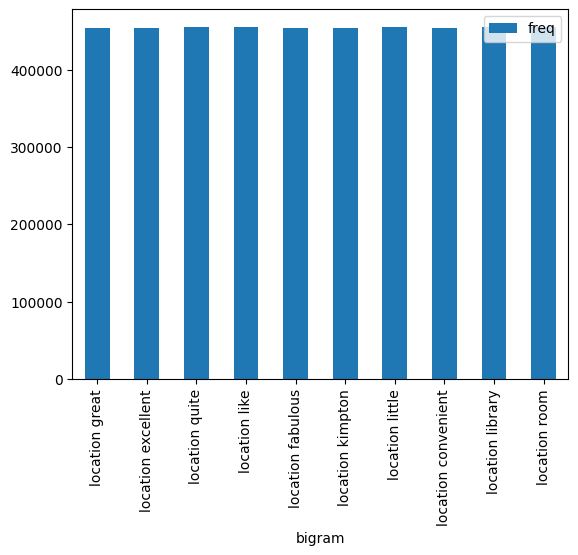 freq
400000
300000
200000
100000
0
location great
location excellent
location quite
location like
location fabulous
location kimpton
location little
location convenient
location library
location room
bigram